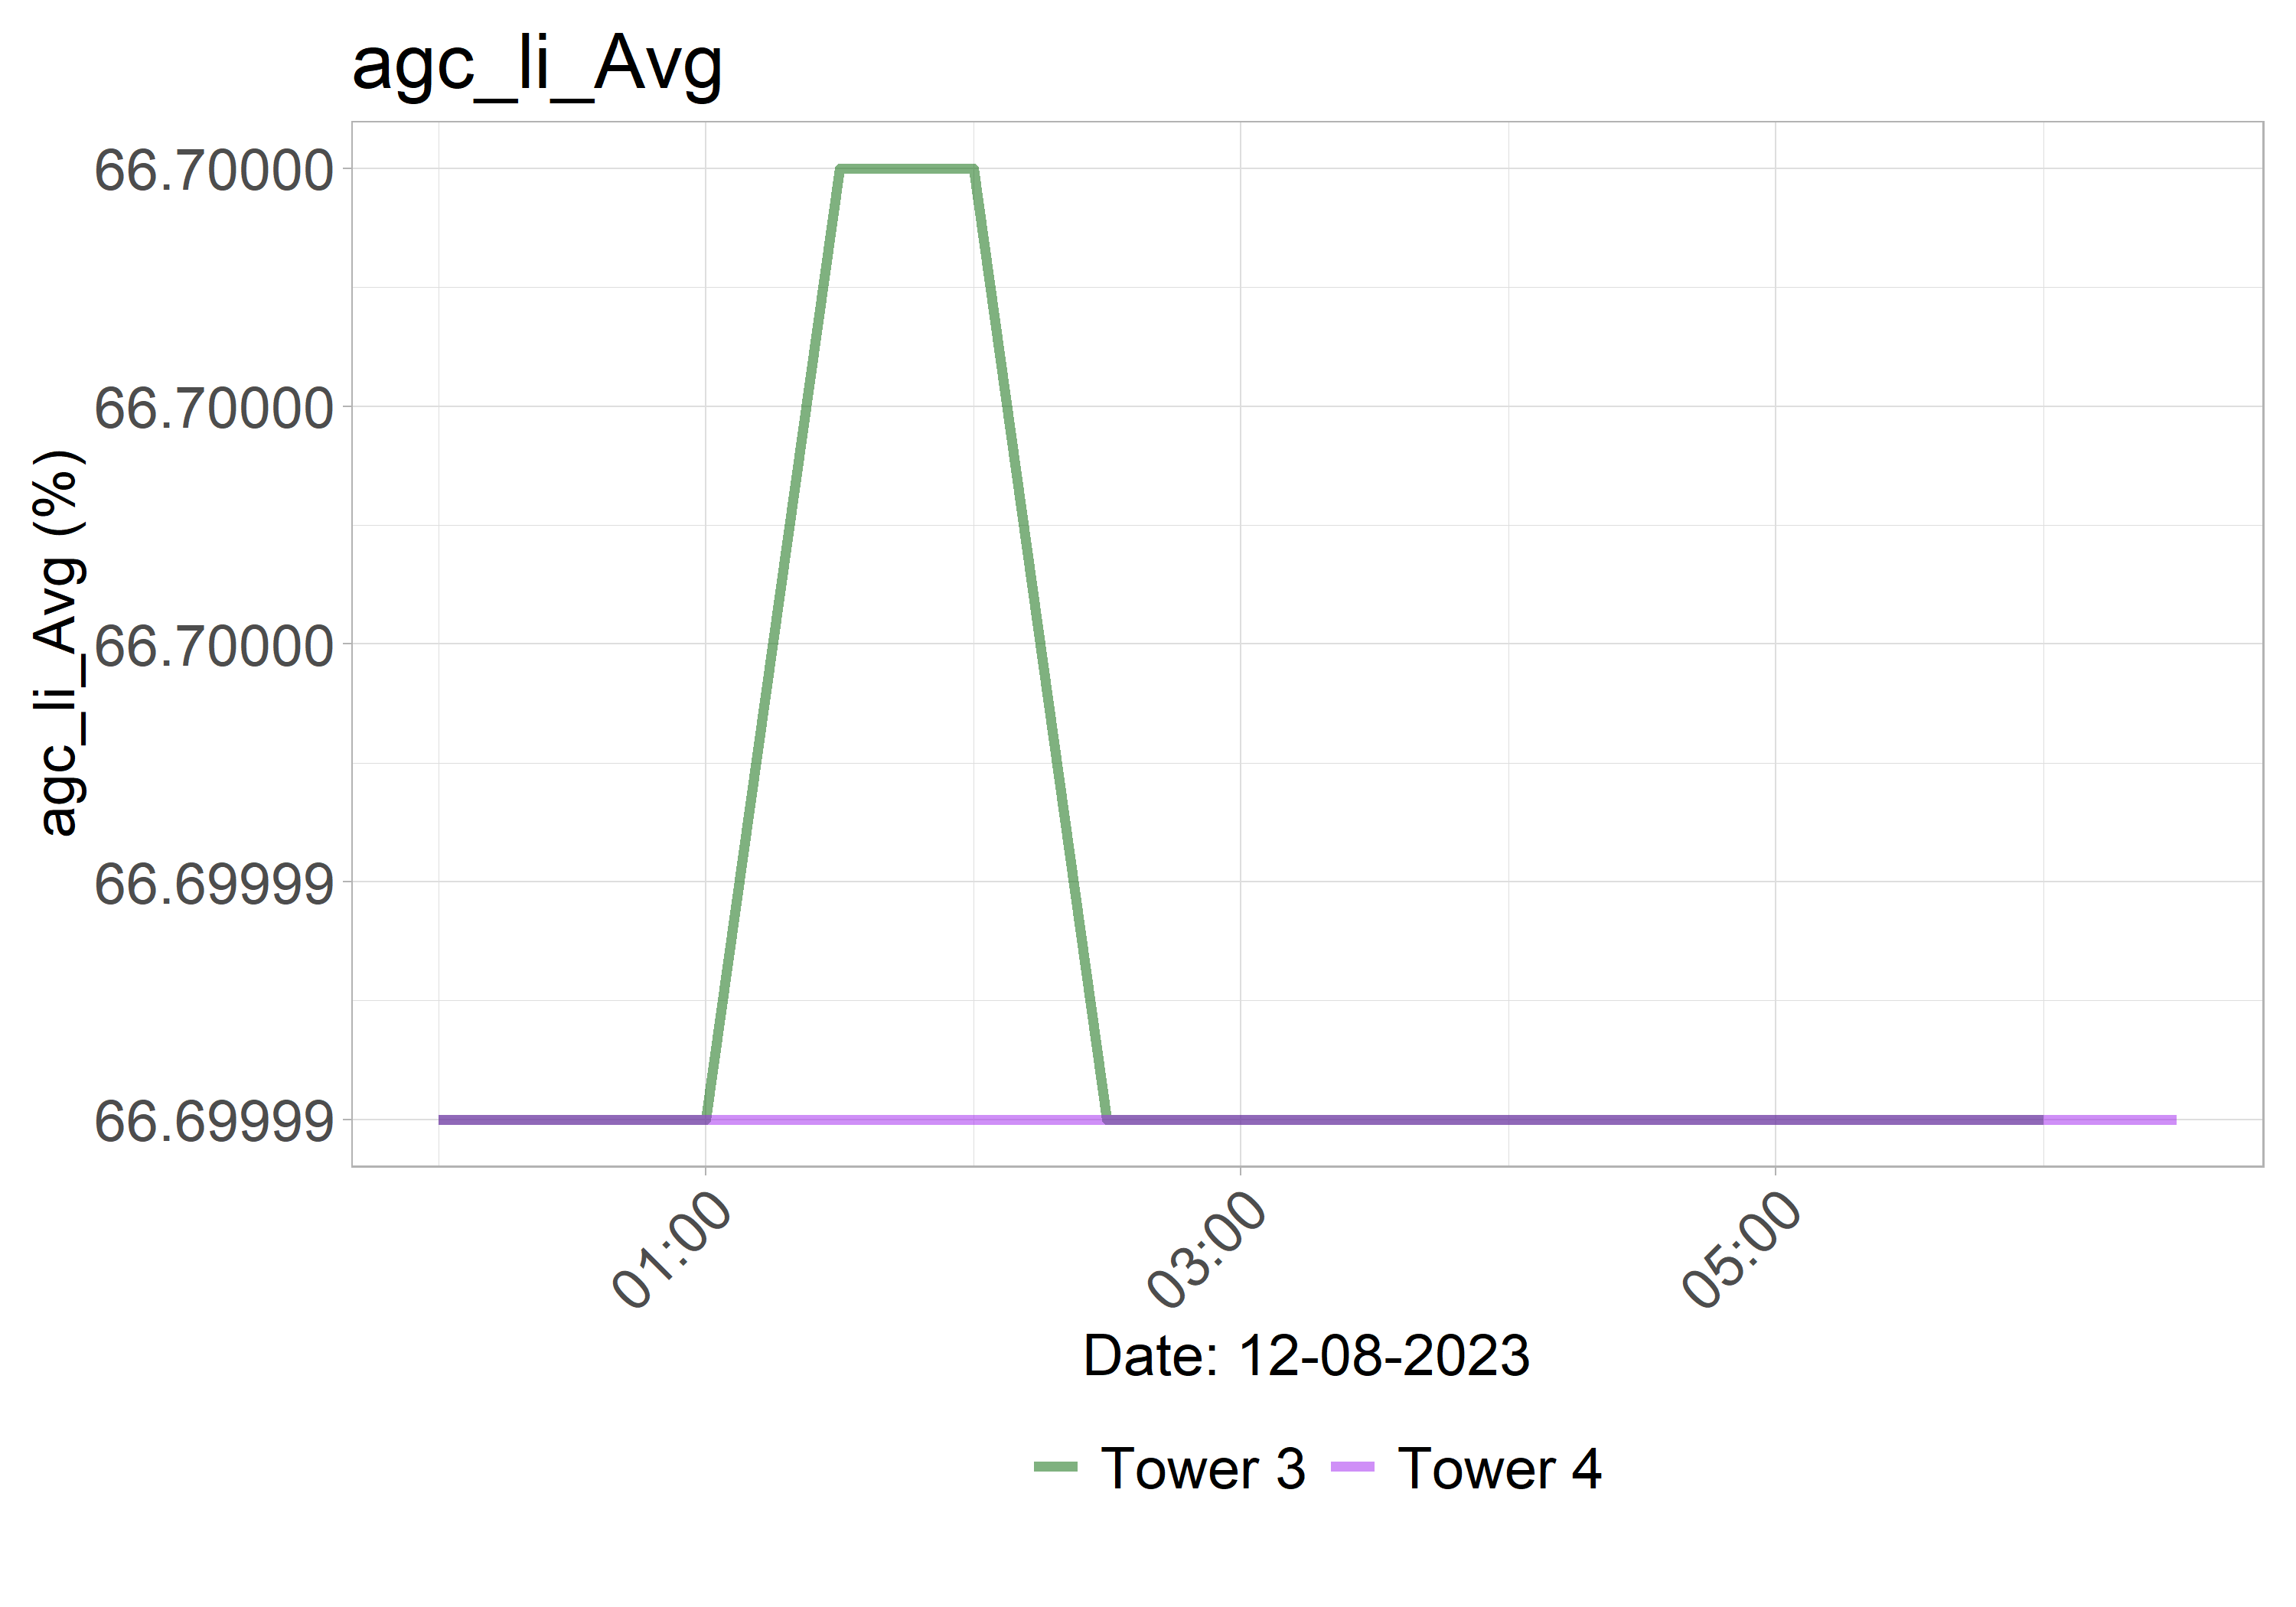 agc_li_Avg
agc_li_Avg (%)
66.70000
66.70000
66.70000
66.69999
66.69999
01:00
03:00
05:00
Date: 12-08-2023
Tower 3
Tower 4